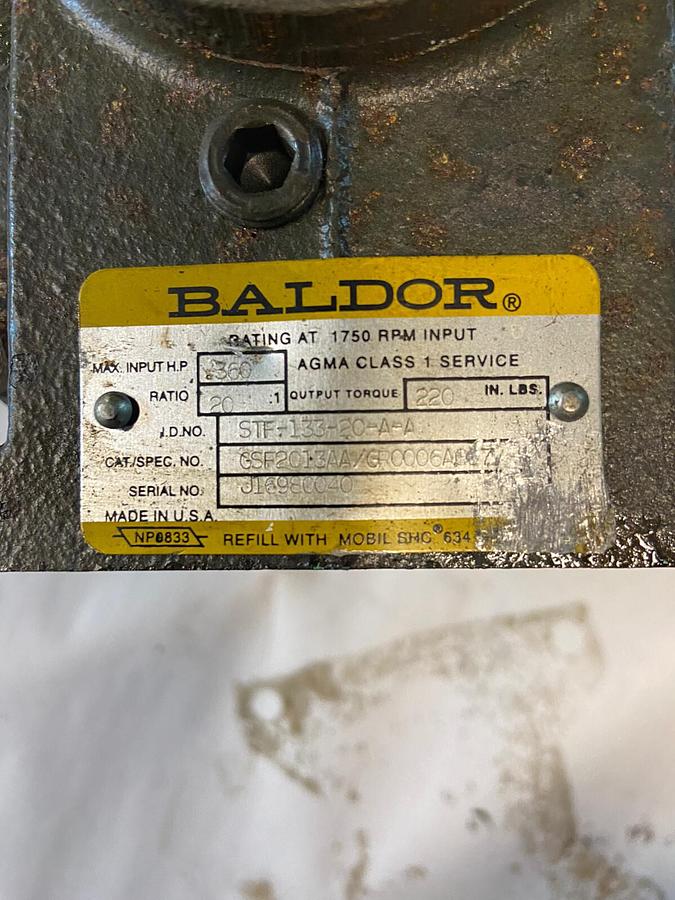 BALDOR®
RATING AT 1750 RPM INPUT
MAX. INPUT H.P. .360 AGMA CLASS 1 SERVICE
RATIO 20 :1 OUTPUT TORQUE 220 IN. LBS.
I.D.NO. STF-133-20-A-A
CAT./SPEC. NO.
SERIAL NO. J16980040
MADE IN U.S.A.
NP0833 REFILL WITH MOBIL SHC® 634